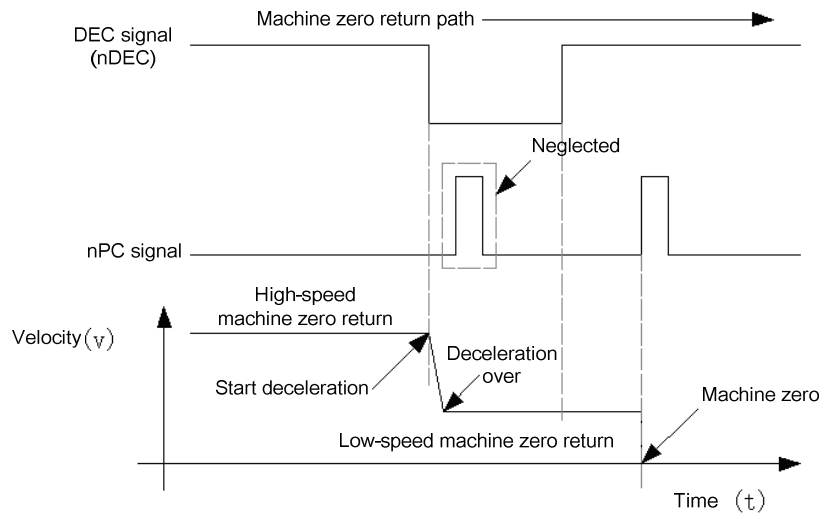 Machine zero return path
DEC signal
(nDEC)
Neglected
nPC signal
High-speed
machine zero return
Velocity(v)
Deceleration
over
Start deceleration
Machine zero
Low-speed machine zero return
Time (t)